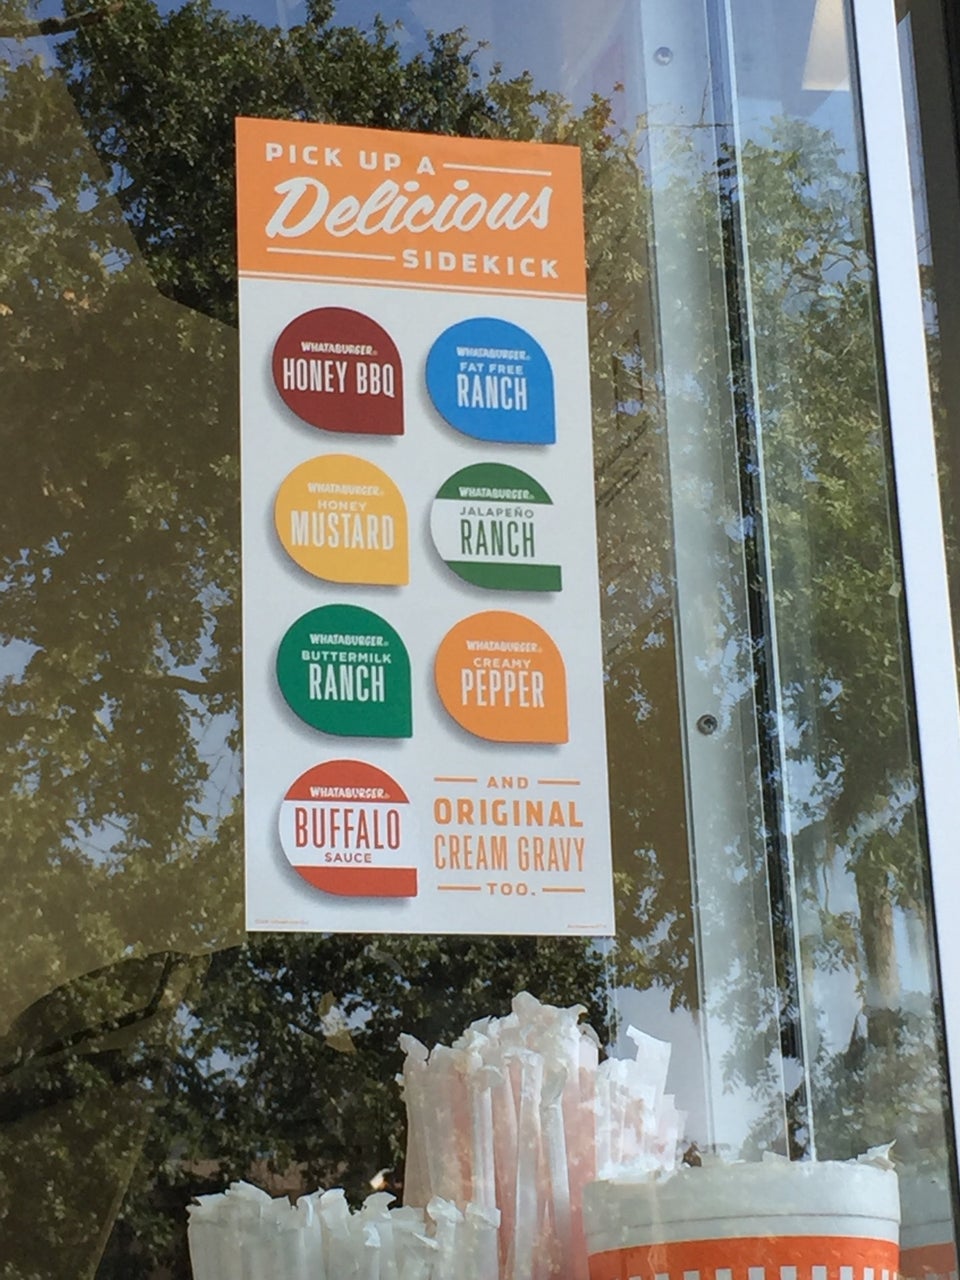 PICK UP A
Delicious
SIDEKICK
WHATABURGER®
HONEY BBQ
WHATABURGER®
FAT FREE
RANCH
WHATABURGER®
HONEY
MUSTARD
WHATABURGER®
JALAPEÑO
RANCH
WHATABURGER®
BUTTERMILK
RANCH
WHATABURGER®
CREAMY
PEPPER
WHATABURGER®
BUFFALO
SAUCE
AND
ORIGINAL
CREAM GRAVY
TOO.